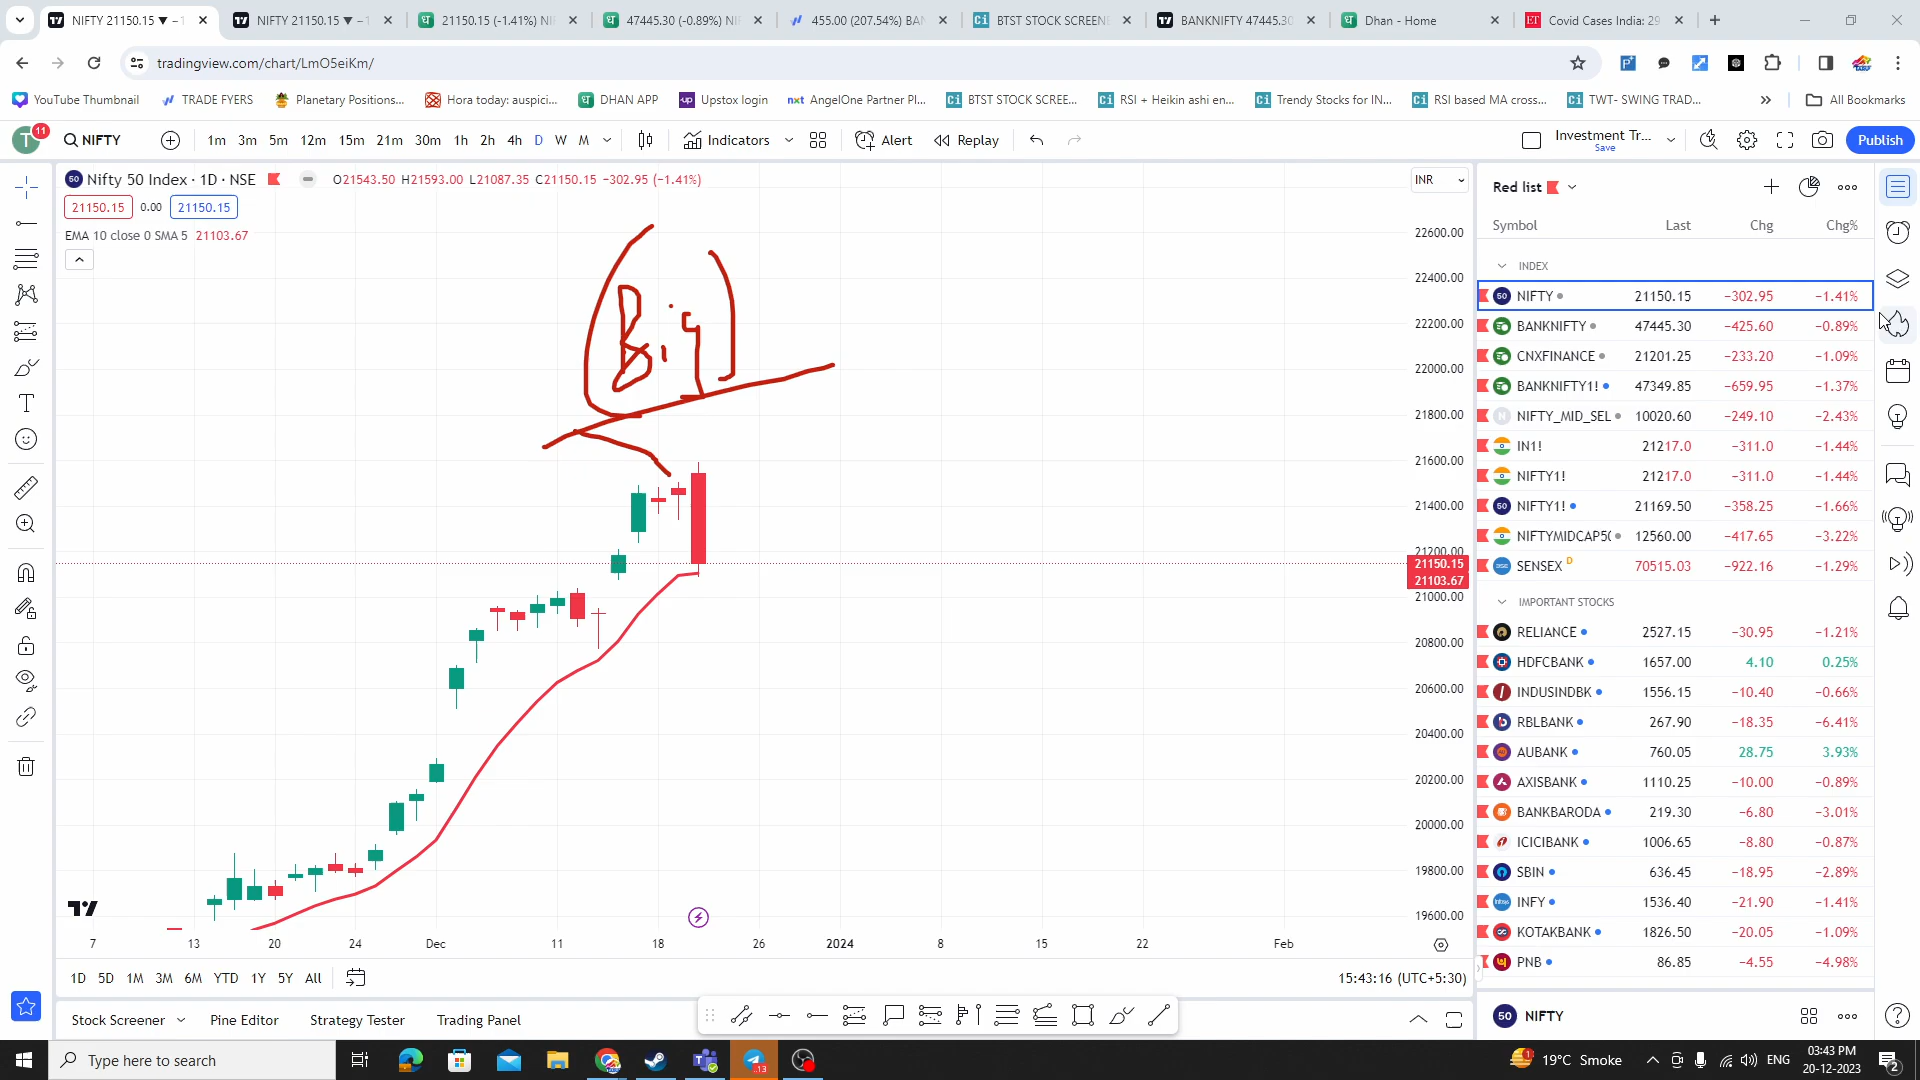 NIFTY 21150.15 ▼ −1
NIFTY 21150.15 ▼ −1
21150.15 (-1.41%) NI
47445.30 (-0.89%) NI
455.00 (207.54%) BAN
BTST STOCK SCREENE
BANKNIFTY 47445.30
Dhan - Home
Covid Cases India: 29
tradingview.com/chart/LmO5eiKm/
YouTube Thumbnail
TRADE FYERS
Planetary Positions...
Hora today: auspici...
DHAN APP
Upstox login
AngelOne Partner Pl...
BTST STOCK SCREE...
RSI + Heikin ashi en...
Trendy Stocks for IN...
RSI based MA cross...
TWT- SWING TRAD...
All Bookmarks
T 11 NIFTY
1m 3m 5m 12m 15m 21m 30m 1h 2h 4h D W M
Indicators
Alert
Replay
Investment Tr...
Save
Publish
Nifty 50 Index · 1D · NSE
O21543.50 H21593.00 L21087.35 C21150.15 −302.95 (−1.41%)
21150.15 0.00 21150.15
EMA 10 close 0 SMA 5 21103.67
Big
INR
22600.00
22400.00
22200.00
22000.00
21800.00
21600.00
21400.00
21200.00
21150.15
21103.67
21000.00
20800.00
20600.00
20400.00
20200.00
20000.00
19800.00
19600.00
7 13 20 24 Dec 11 18 26 2024 8 15 22 Feb
1D 5D 1M 3M 6M YTD 1Y 5Y All
15:43:16 (UTC+5:30)
Stock Screener
Pine Editor
Strategy Tester
Trading Panel
Red list
Symbol Last Chg Chg%
INDEX
NIFTY 21150.15 −302.95 −1.41%
BANKNIFTY 47445.30 −425.60 −0.89%
CNXFINANCE 21201.25 −233.20 −1.09%
BANKNIFTY1! 47349.85 −659.95 −1.37%
NIFTY_MID_SEL 10020.60 −249.10 −2.43%
IN1! 21217.0 −311.0 −1.44%
NIFTY1! 21217.0 −311.0 −1.44%
NIFTY1! 21169.50 −358.25 −1.66%
NIFTYMIDCAP5( 12560.00 −417.65 −3.22%
SENSEX D 70515.03 −922.16 −1.29%
IMPORTANT STOCKS
RELIANCE 2527.15 −30.95 −1.21%
HDFCBANK 1657.00 4.10 0.25%
INDUSINDBK 1556.15 −10.40 −0.66%
RBLBANK 267.90 −18.35 −6.41%
AUBANK 760.05 28.75 3.93%
AXISBANK 1110.25 −10.00 −0.89%
BANKBARODA 219.30 −6.80 −3.01%
ICICIBANK 1006.65 −8.80 −0.87%
SBIN 636.45 −18.95 −2.89%
INFY 1536.40 −21.90 −1.41%
KOTAKBANK 1826.50 −20.05 −1.09%
PNB 86.85 −4.55 −4.98%
50 NIFTY
Type here to search
19°C Smoke
ENG
03:43 PM
20-12-2023